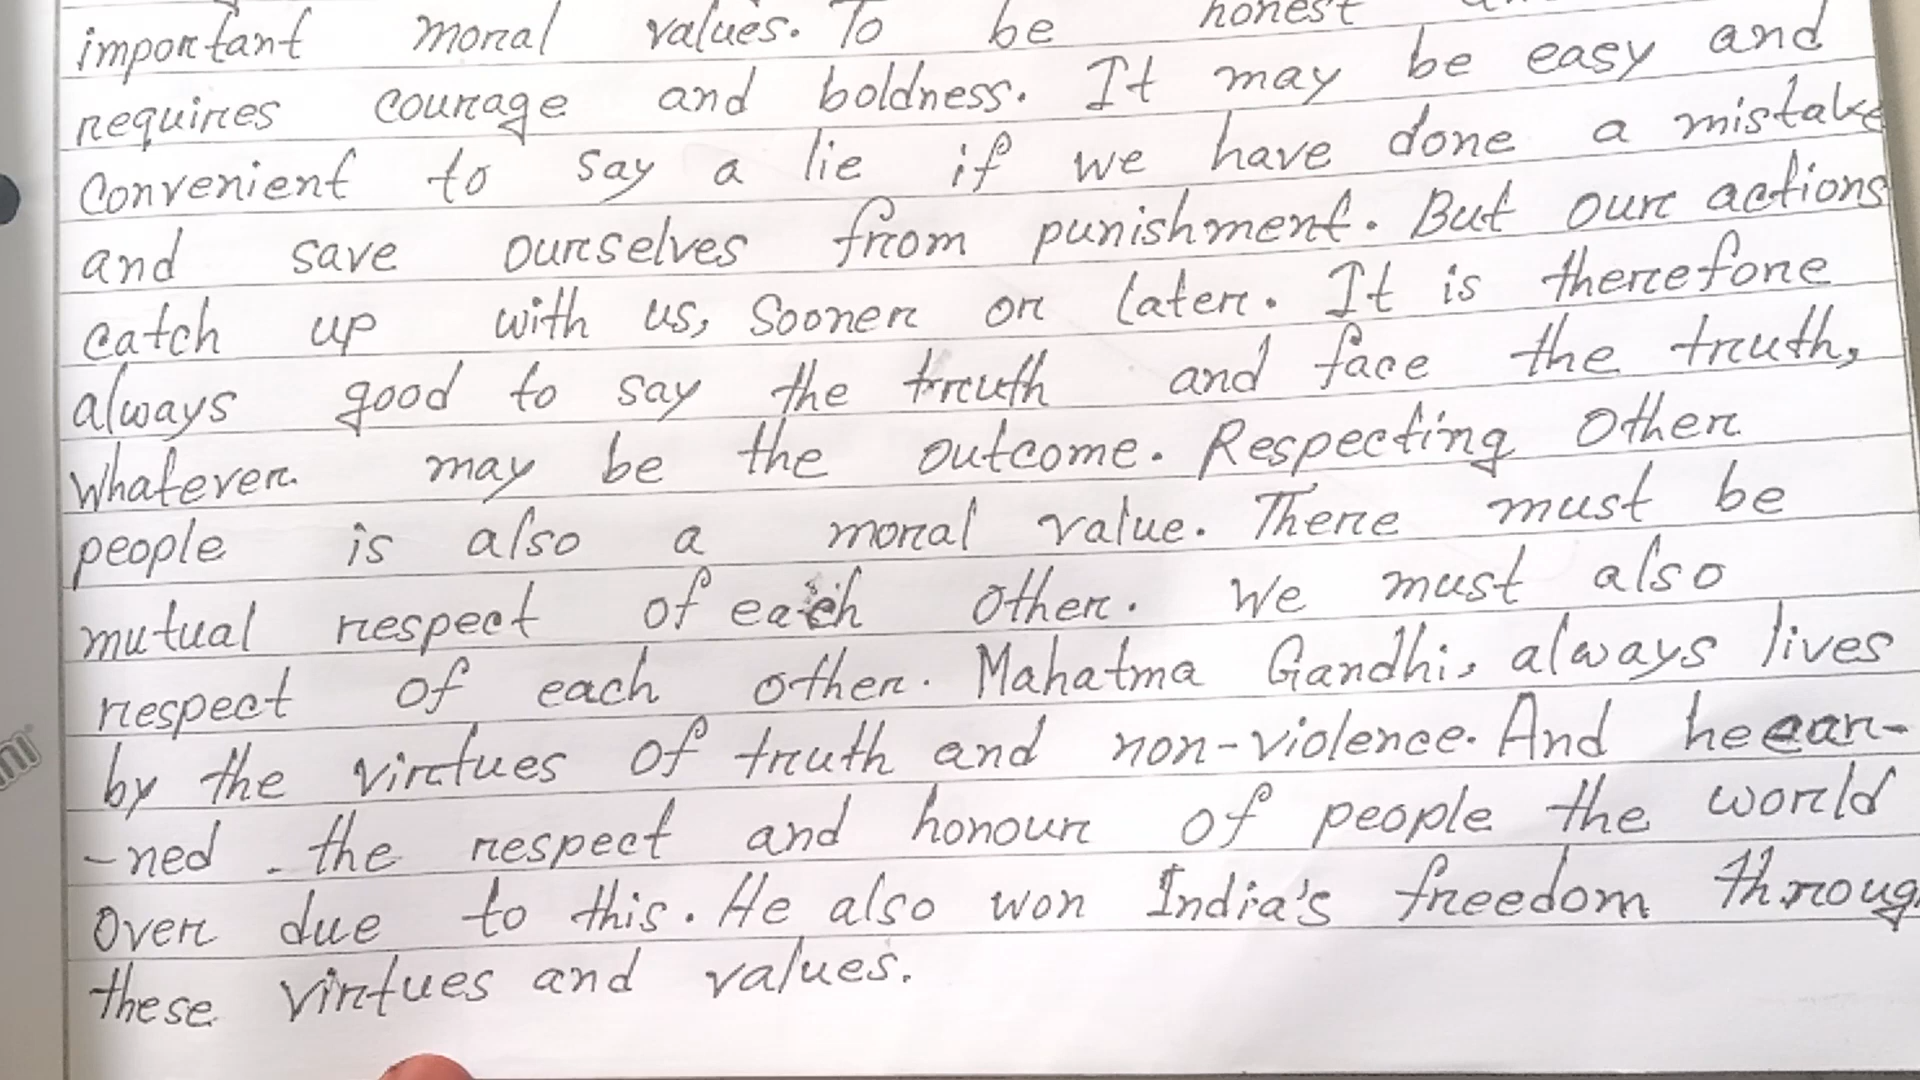 important moral values. To be honest
requires courage and boldness. It may be easy and
Convenient to say a lie if we have done a mistake
and save ourselves from punishment. But our actions
catch up with us, Sooner or later. It is therefore
always good to say the truth and face the truth,
whatever may be the outcome. Respecting Other
people is also a moral value. There must be
mutual respect of each other. We must also
respect of each other. Mahatma Gandhi, always lives
by the virtues of truth and non-violence. And he ear-
-ned the respect and honour of people the world
Over due to this. He also won India's freedom throug
these virtues and values.